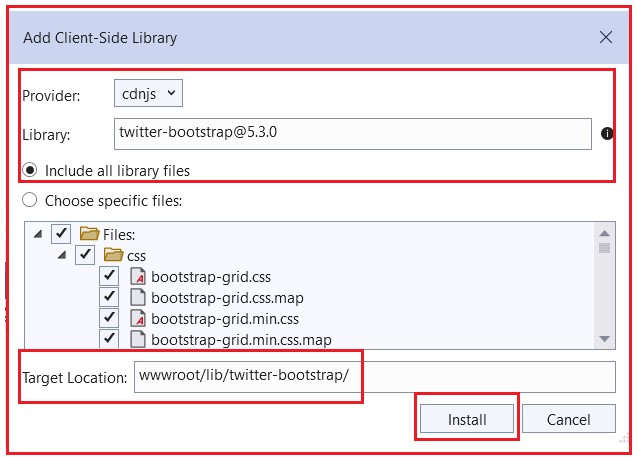 Add Client-Side Library
Provider: cdnjs
Library: twitter-bootstrap@5.3.0
Include all library files
Choose specific files:
Files:
css
bootstrap-grid.css
bootstrap-grid.css.map
bootstrap-grid.min.css
bootstrap-grid.min.css.map
Target Location: wwwroot/lib/twitter-bootstrap/
Install Cancel